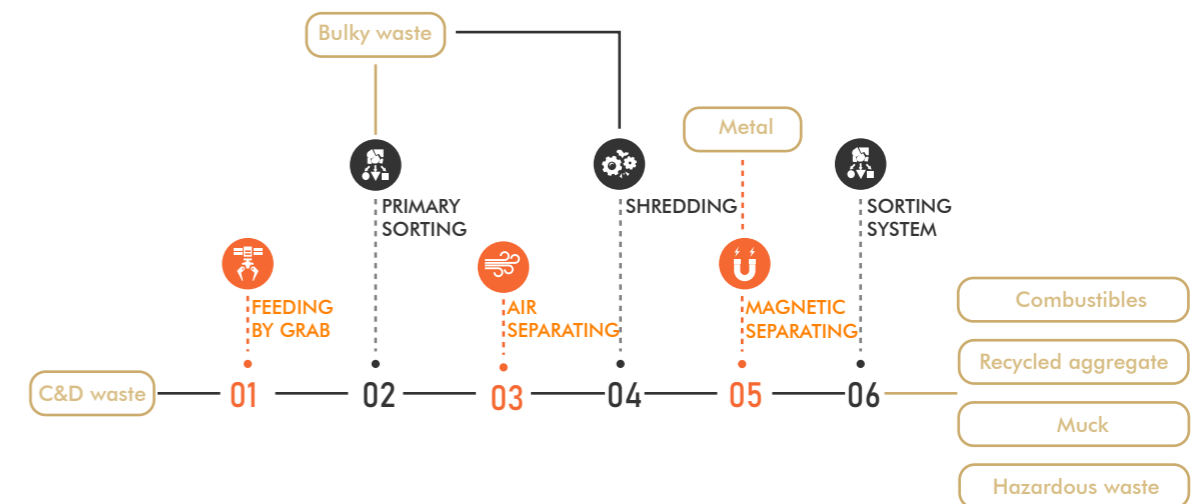 Bulky waste
Metal
PRIMARY
SORTING
SHREDDING
SORTING
SYSTEM
FEEDING
BY GRAB
AIR
SEPARATING
MAGNETIC
SEPARATING
Combustibles
Recycled aggregate
C&D waste
01
02
03
04
05
06
Muck
Hazardous waste